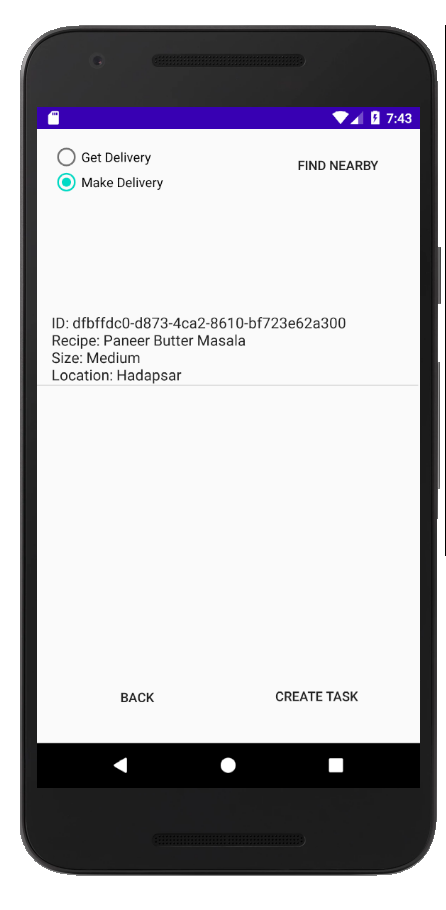 7:43
Get Delivery
FIND NEARBY
Make Delivery
ID: dfbffdc0-d873-4ca2-8610-bf723e62a300
Recipe: Paneer Butter Masala
Size: Medium
Location: Hadapsar
BACK
CREATE TASK